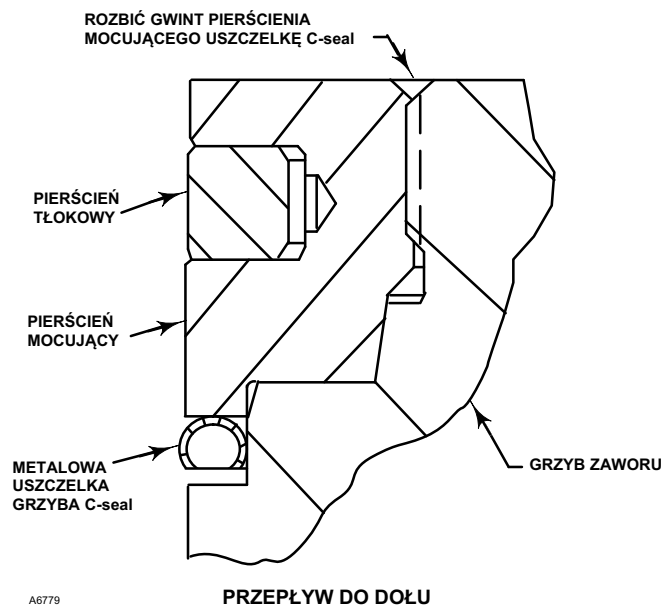 ROZBIĆ GWINT PIERŚCIENIA
MOCUJĄCEGO USZCZELKĘ C-seal
PIERŚCIEŃ
TŁOKOWY
PIERŚCIEŃ
MOCUJĄCY
METALOWA
USZCZELKA
GRZYBA C-seal
GRZYB ZAWORU
A6779
PRZEPŁYW DO DOŁU